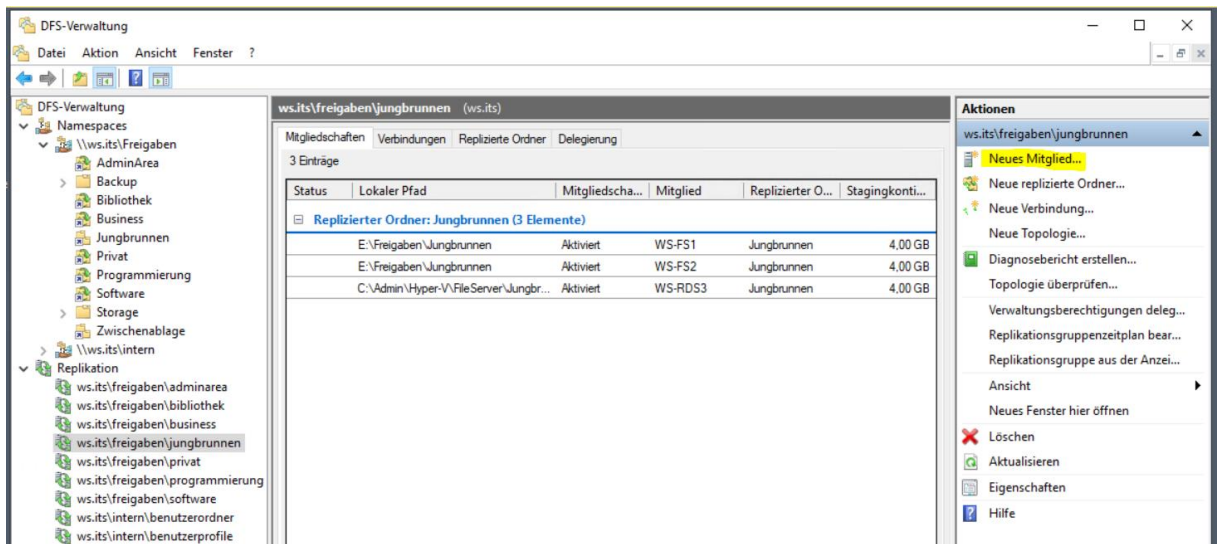 DFS-Verwaltung
Datei Aktion Ansicht Fenster ?
DFS-Verwaltung
Namespaces
\\ws.its\Freigaben
AdminArea
Backup
Bibliothek
Business
Jungbrunnen
Privat
Programmierung
Software
Storage
Zwischenablage
\\ws.its\intern
Replikation
ws.its\freigaben\adminarea
ws.its\freigaben\bibliothek
ws.its\freigaben\business
ws.its\freigaben\jungbrunnen
ws.its\freigaben\privat
ws.its\freigaben\programmierung
ws.its\freigaben\software
ws.its\intern\benutzerordner
ws.its\intern\benutzerprofile
ws.its\freigaben\jungbrunnen (ws.its)
Mitgliedschaften Verbindungen Replizierte Ordner Delegierung
3 Einträge
Status Lokaler Pfad Mitgliedscha... Mitglied Replizierter O... Stagingkonti...
Replizierter Ordner: Jungbrunnen (3 Elemente)
E:\Freigaben\Jungbrunnen Aktiviert WS-FS1 Jungbrunnen 4,00 GB
E:\Freigaben\Jungbrunnen Aktiviert WS-FS2 Jungbrunnen 4,00 GB
C:\Admin\Hyper-V\FileServer\Jungbr... Aktiviert WS-RDS3 Jungbrunnen 4,00 GB
Aktionen
ws.its\freigaben\jungbrunnen
Neues Mitglied...
Neue replizierte Ordner...
Neue Verbindung...
Neue Topologie...
Diagnosebericht erstellen...
Topologie überprüfen...
Verwaltungsberechtigungen deleg...
Replikationsgruppenzeitplan bear...
Replikationsgruppe aus der Anzei...
Ansicht
Neues Fenster hier öffnen
Löschen
Aktualisieren
Eigenschaften
Hilfe